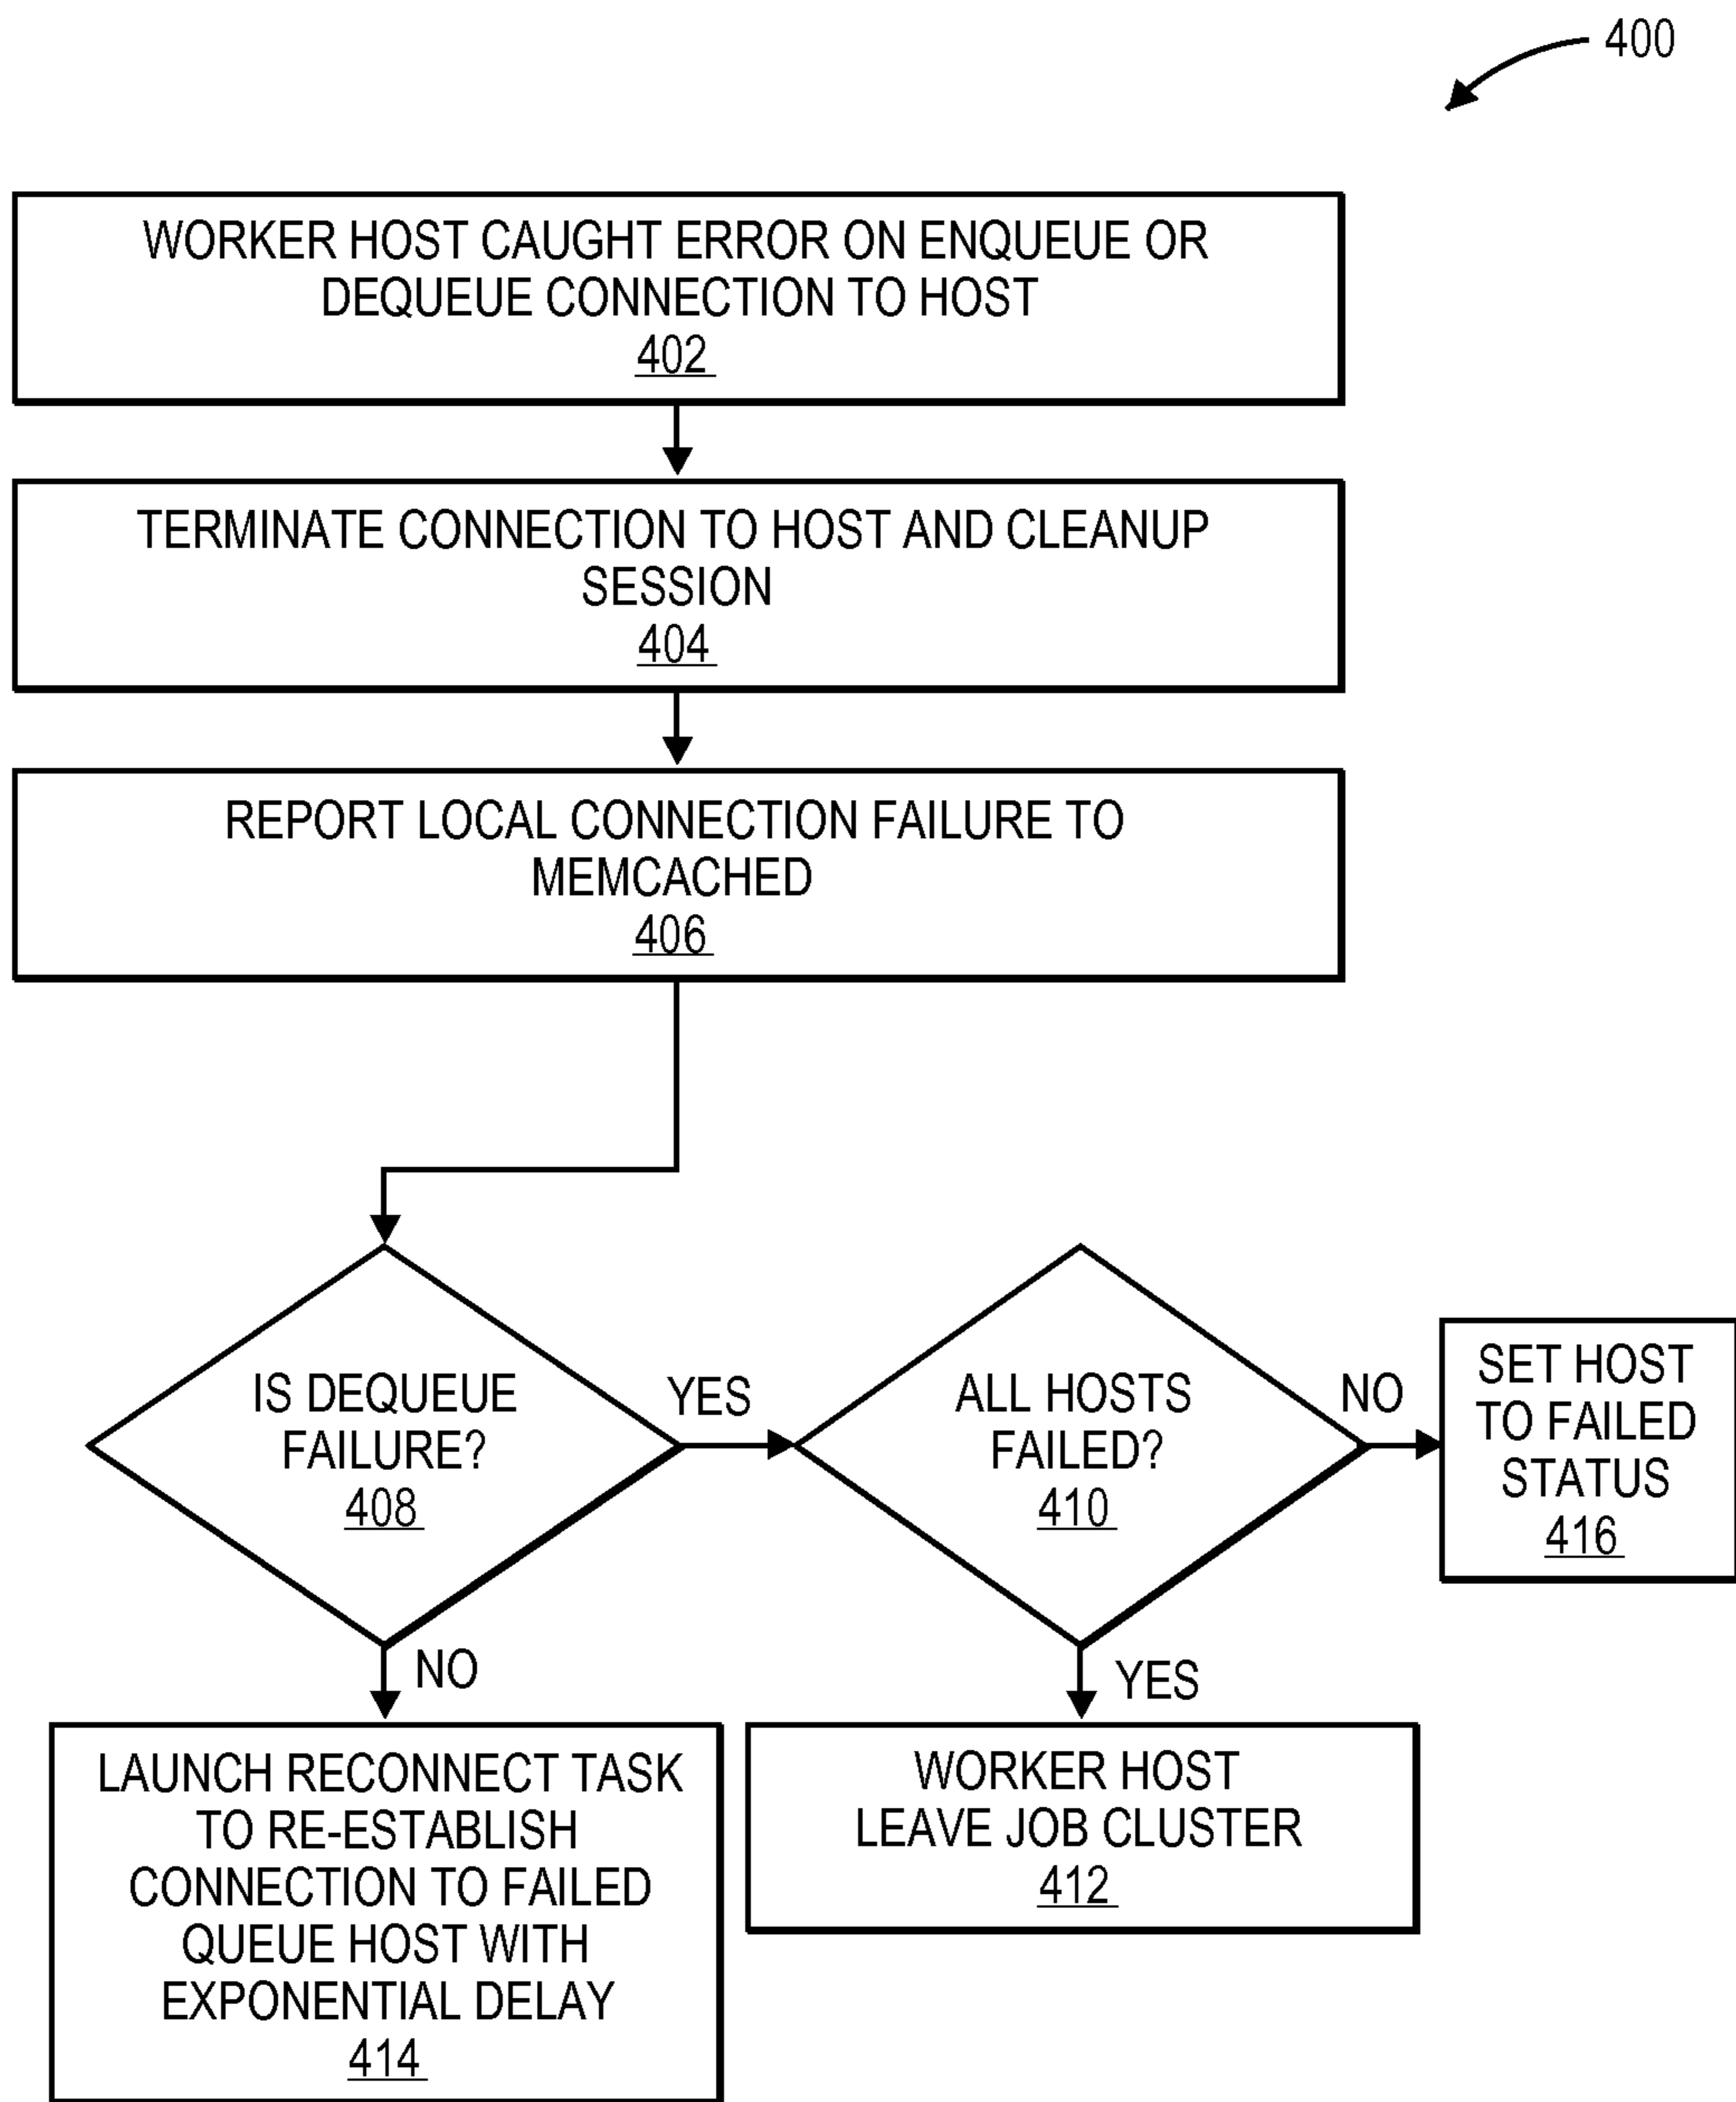 400
WORKER HOST CAUGHT ERROR ON ENQUEUE OR
DEQUEUE CONNECTION TO HOST
402
TERMINATE CONNECTION TO HOST AND CLEANUP
SESSION
404
REPORT LOCAL CONNECTION FAILURE TO
MEMCACHED
406
IS DEQUEUE
FAILURE?
408
YES
ALL HOSTS
FAILED?
410
NO
SET HOST
TO FAILED
STATUS
416
NO
YES
LAUNCH RECONNECT TASK
TO RE-ESTABLISH
CONNECTION TO FAILED
QUEUE HOST WITH
EXPONENTIAL DELAY
414
WORKER HOST
LEAVE JOB CLUSTER
412